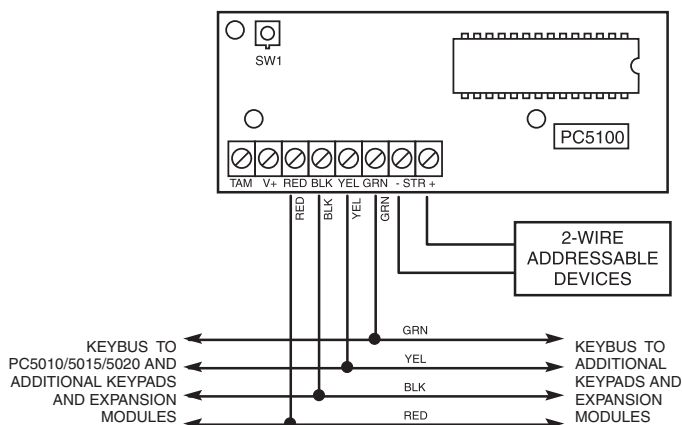 SW1
PC5100
TAM V+ RED BLK YEL GRN - STR +
RED
BLK
YEL
GRN
2-WIRE
ADDRESSABLE
DEVICES
GRN
YEL
BLK
RED
KEYBUS TO
PC5010/5015/5020 AND
ADDITIONAL KEYPADS
AND EXPANSION
MODULES
KEYBUS TO
ADDITIONAL
KEYPADS AND
EXPANSION
MODULES